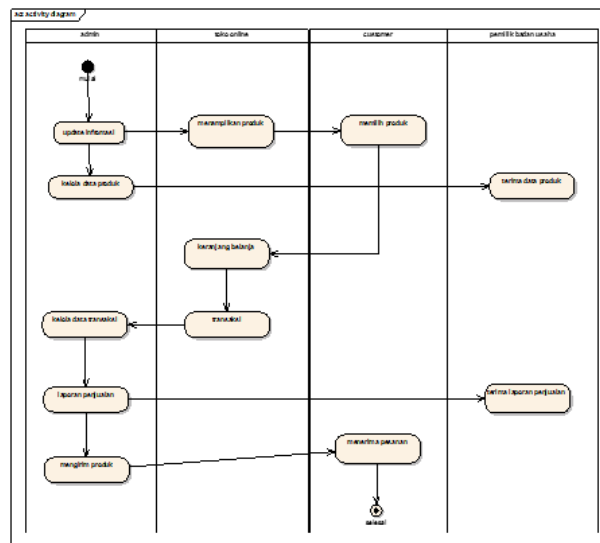 act activity diagram
admin
toko online
customer
pemilik badan usaha
mulai
update informasi
menampilkan produk
memilih produk
kelola data produk
terima data produk
keranjang belanja
kelola data transaksi
transaksi
laporan penjualan
terima laporan penjualan
mengirim produk
menerima pesanan
selesai